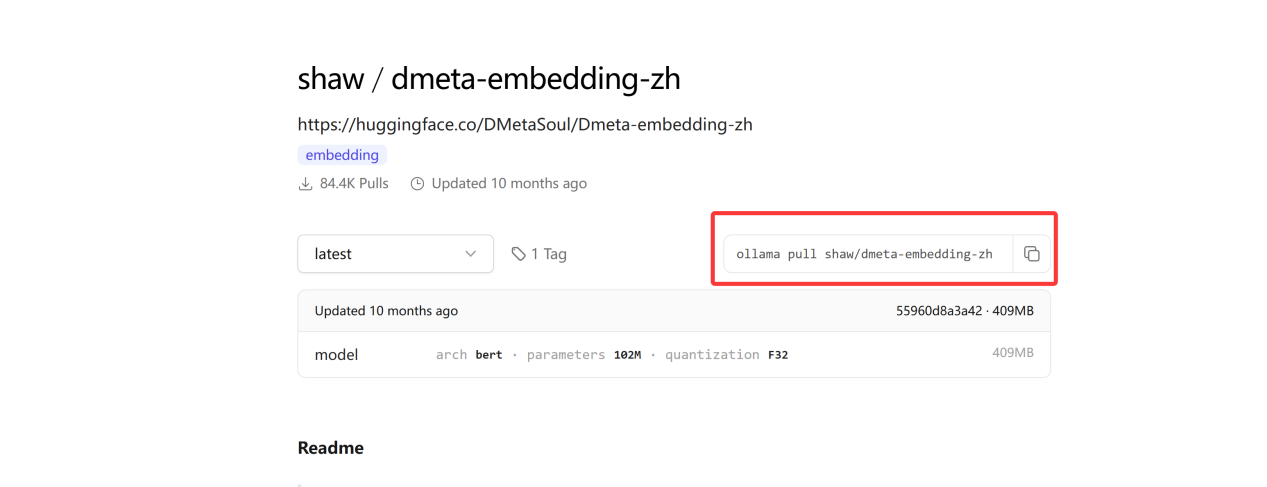 shaw / dmeta-embedding-zh
https://huggingface.co/DMetaSoul/Dmeta-embedding-zh
embedding
84.4K Pulls Updated 10 months ago
latest 1 Tag ollama pull shaw/dmeta-embedding-zh
Updated 10 months ago 55960d8a3a42 · 409MB
model arch bert · parameters 102M · quantization F32 409MB
Readme